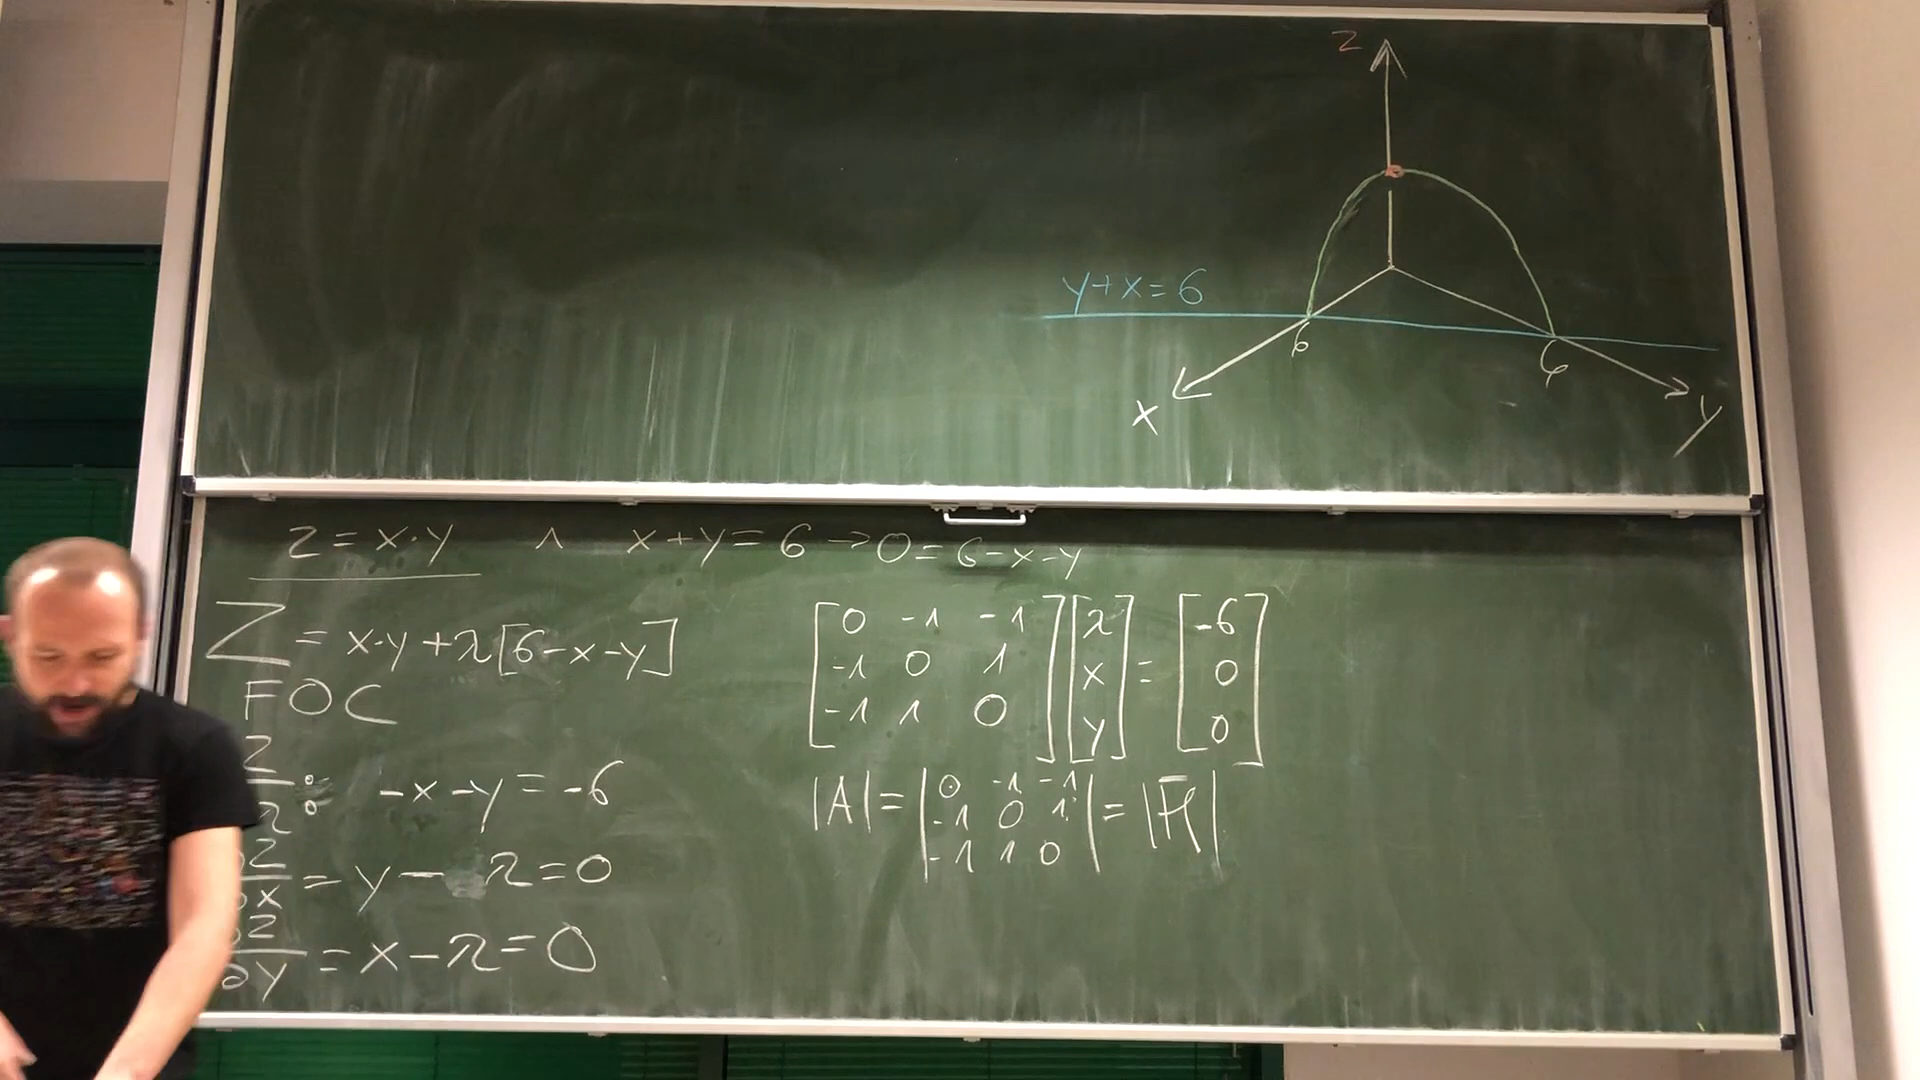 z
y+x=6
6
6
x
y
z = x·y ∧ x+y=6 → 0=6-x-y
Z = x·y+λ[6-x-y]
FOC
Z
λ : -x-y=-6
∂Z/∂x = y- λ=0
∂Z/∂y = x-λ=0
[0 -1 -1] [λ] [-6]
[-1 0 1] [x] = [0]
[-1 1 0] [y] [0]
|A| = |0 -1 -1| = |H̄|
|-1 0 1|
|-1 1 0|